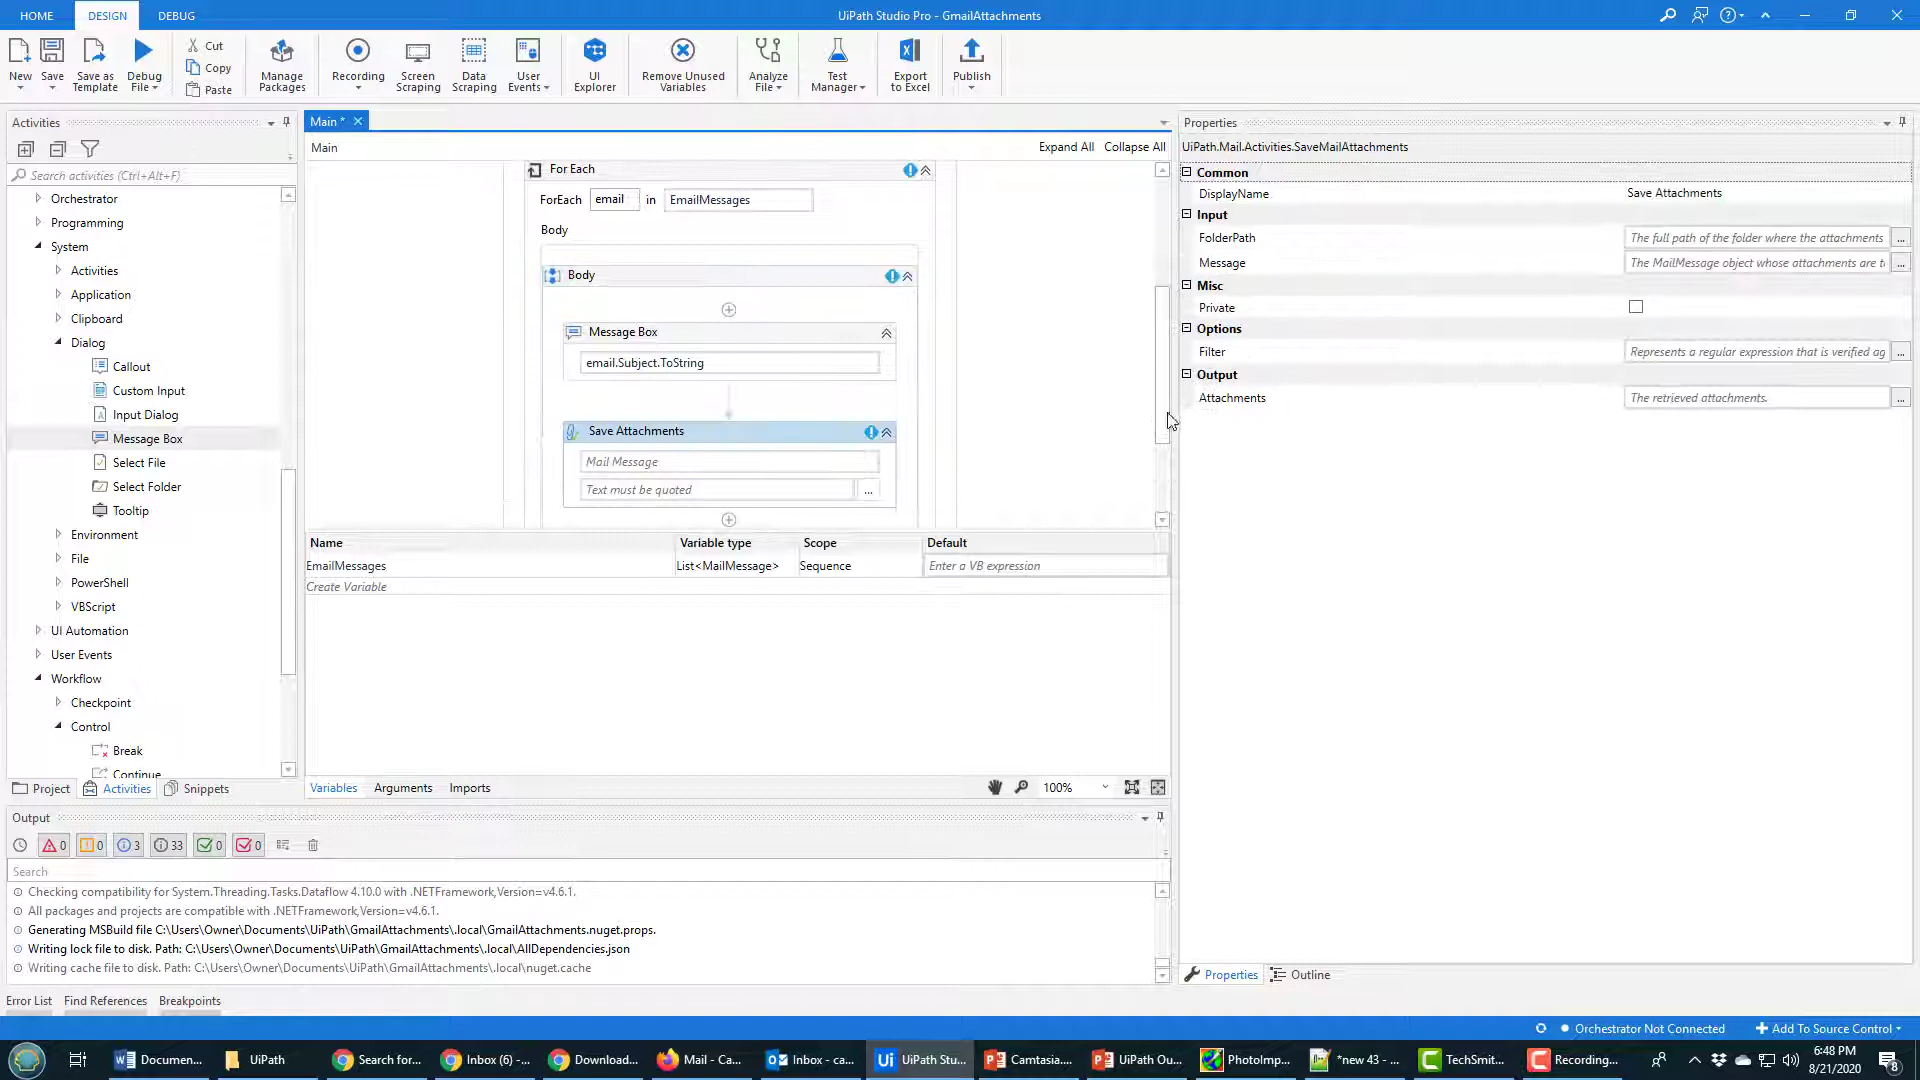 HOME DESIGN DEBUG UiPath Studio Pro - GmailAttachments
New Save Save as Template Debug File Cut Copy Paste Manage Packages Recording Screen Scraping Data Scraping User Events UI Explorer Remove Unused Variables Analyze File Test Manager Export to Excel Publish
Activities
Search activities (Ctrl+Alt+F)
Orchestrator
Programming
System
Activities
Application
Clipboard
Dialog
Callout
Custom Input
Input Dialog
Message Box
Select File
Select Folder
Tooltip
Environment
File
PowerShell
VBScript
UI Automation
User Events
Workflow
Checkpoint
Control
Break
Continue
Project Activities Snippets
Main *
Main Expand All Collapse All
For Each
ForEach email in EmailMessages
Body
Body
Message Box
email.Subject.ToString
Save Attachments
Mail Message
Text must be quoted ...
Name Variable type Scope Default
EmailMessages List<MailMessage> Sequence Enter a VB expression
Create Variable
Variables Arguments Imports 100%
Properties
UiPath.Mail.Activities.SaveMailAttachments
Common
DisplayName Save Attachments
Input
FolderPath The full path of the folder where the attachments ...
Message The MailMessage object whose attachments are t ...
Misc
Private
Options
Filter Represents a regular expression that is verified ag ...
Output
Attachments The retrieved attachments. ...
Properties Outline
Output
0 0 3 33 0 0
Search
Checking compatibility for System.Threading.Tasks.Dataflow 4.10.0 with .NETFramework,Version=v4.6.1.
All packages and projects are compatible with .NETFramework,Version=v4.6.1.
Generating MSBuild file C:\Users\Owner\Documents\UiPath\GmailAttachments\.local\GmailAttachments.nuget.props.
Writing lock file to disk. Path: C:\Users\Owner\Documents\UiPath\GmailAttachments\.local\AllDependencies.json
Writing cache file to disk. Path: C:\Users\Owner\Documents\UiPath\GmailAttachments\.local\nuget.cache
Error List Find References Breakpoints
Orchestrator Not Connected Add To Source Control
Documen... UiPath Search for... Inbox (6) -... Download... Mail - Ca... Inbox - ca... Ui UiPath Stu... Camtasia.... UiPath Ou... PhotoImp... *new 43 - ... TechSmit... Recording... 6:48 PM
8/21/2020 8